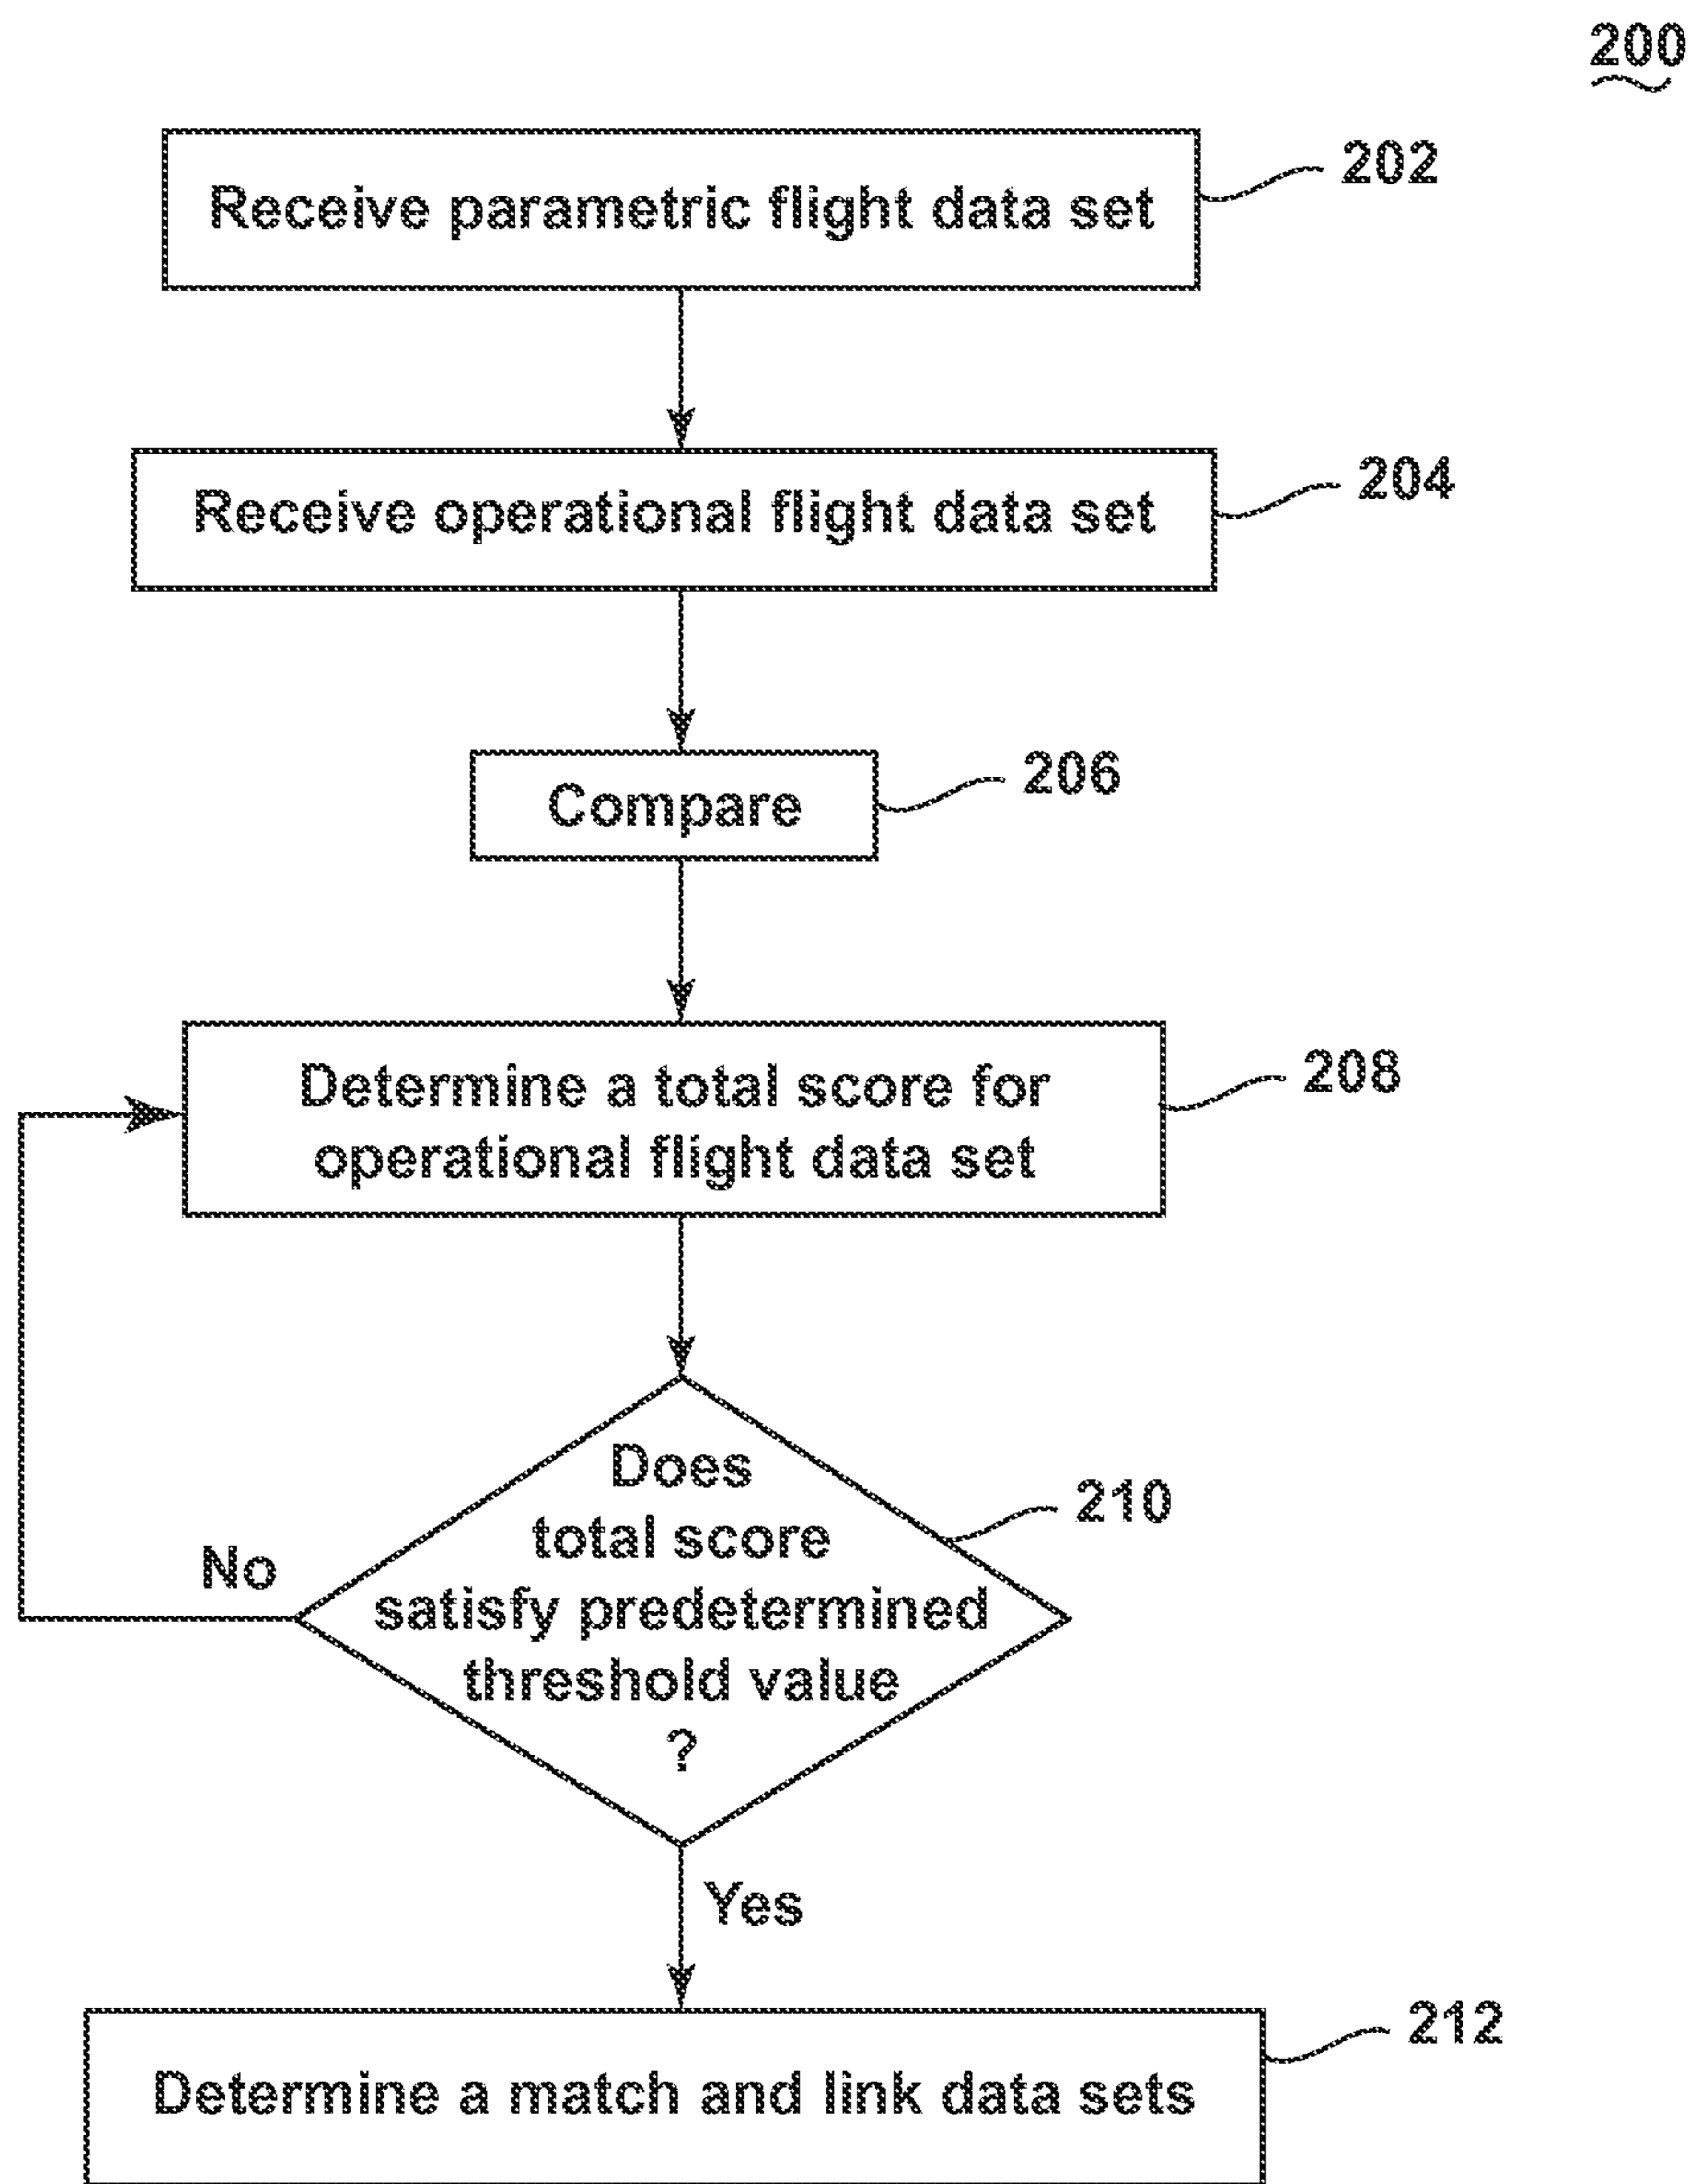 200
Receive parametric flight data set
202
Receive operational flight data set
204
Compare
206
Determine a total score for
operational flight data set
208
Does
total score
satisfy predetermined
threshold value
?
210
No
Yes
Determine a match and link data sets
212